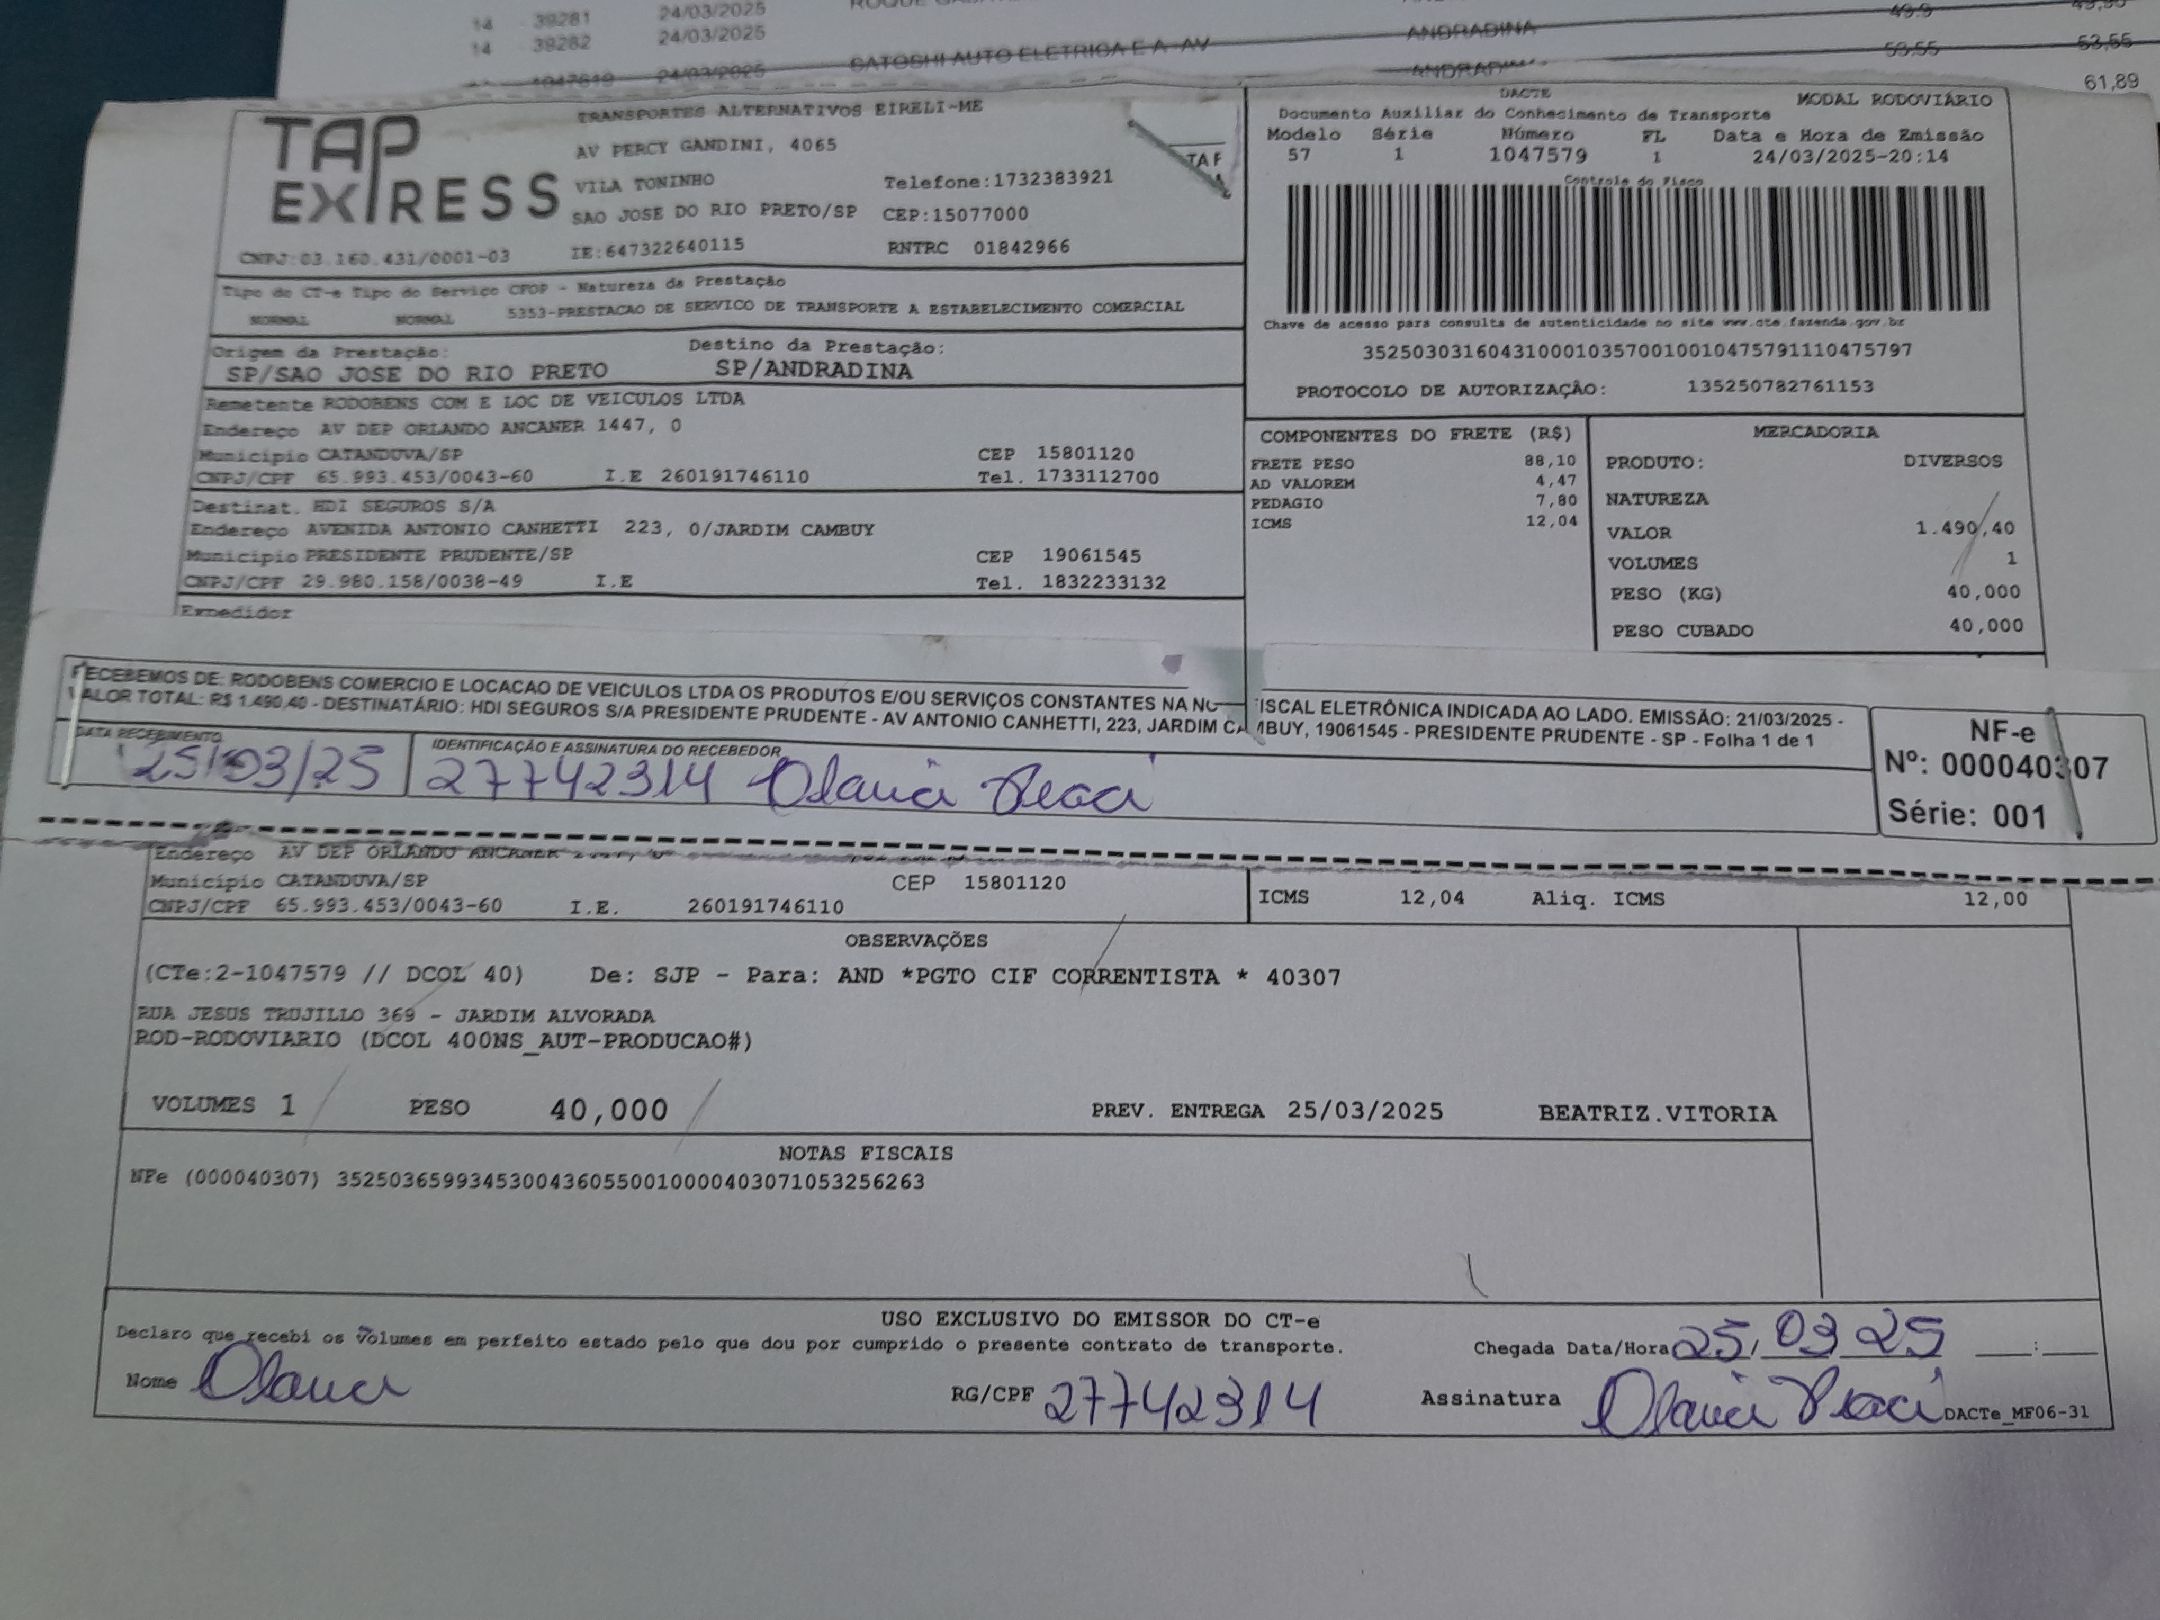 14 39281 24/03/2025
14 39282 24/03/2025 ANDRADINA 49.9 49,90
1047619 24/03/2025 SATOSHI AUTO ELETRICA E A AV ANDRADINA 53,55 53,55
61,89
TAP EXPRESS
TRANSPORTES ALTERNATIVOS EIRELI-ME
AV PERCY GANDINI, 4065
VILA TONINHO Telefone:1732383921
SAO JOSE DO RIO PRETO/SP CEP:15077000
CNPJ:03.160.431/0001-03 IE:647322640115 RNTRC 01842966
DACTE MODAL RODOVIÁRIO
Documento Auxiliar do Conhecimento de Transporte
Modelo Série Número FL Data e Hora de Emissão
57 1 1047579 1 24/03/2025-20:14
Controle do Fisco
Chave de acesso para consulta de autenticidade no site www.cte.fazenda.gov.br
35250303160431000103570010010475791110475797
PROTOCOLO DE AUTORIZAÇÃO: 135250782761153
Tipo do CT-e Tipo do Serviço CFOP - Natureza da Prestação
NORMAL NORMAL 5353-PRESTACAO DE SERVICO DE TRANSPORTE A ESTABELECIMENTO COMERCIAL
Origem da Prestação: Destino da Prestação:
SP/SAO JOSE DO RIO PRETO SP/ANDRADINA
Remetente RODOBENS COM E LOC DE VEICULOS LTDA
Endereço AV DEP ORLANDO ANCANER 1447, 0
Município CATANDUVA/SP CEP 15801120
CNPJ/CPF 65.993.453/0043-60 I.E 260191746110 Tel. 1733112700
Destinat. HDI SEGUROS S/A
Endereço AVENIDA ANTONIO CANHETTI 223, 0/JARDIM CAMBUY
Município PRESIDENTE PRUDENTE/SP CEP 19061545
CNPJ/CPF 29.980.158/0038-49 I.E Tel. 1832233132
Expedidor
COMPONENTES DO FRETE (R$)
FRETE PESO 88,10
AD VALOREM 4,47
PEDAGIO 7,80
ICMS 12,04
MERCADORIA
PRODUTO: DIVERSOS
NATUREZA
VALOR 1.490,40
VOLUMES 1
PESO (KG) 40,000
PESO CUBADO 40,000
RECEBEMOS DE: RODOBENS COMERCIO E LOCACAO DE VEICULOS LTDA OS PRODUTOS E/OU SERVIÇOS CONSTANTES NA NO FISCAL ELETRÔNICA INDICADA AO LADO. EMISSÃO: 21/03/2025 -
VALOR TOTAL: R$ 1.490,40 - DESTINATÁRIO: HDI SEGUROS S/A PRESIDENTE PRUDENTE - AV ANTONIO CANHETTI, 223, JARDIM CAMBUY, 19061545 - PRESIDENTE PRUDENTE - SP - Folha 1 de 1
DATA RECEBIMENTO IDENTIFICAÇÃO E ASSINATURA DO RECEBEDOR
25/03/25 27742314
NF-e
Nº: 000040307
Série: 001
Endereço AV DEP ORLANDO ANCANER
Município CATANDUVA/SP CEP 15801120
CNPJ/CPF 65.993.453/0043-60 I.E. 260191746110
ICMS 12,04 Aliq. ICMS 12,00
OBSERVAÇÕES
(CTe:2-1047579 // DCOL 40) De: SJP - Para: AND *PGTO CIF CORRENTISTA * 40307
RUA JESUS TRUJILLO 369 - JARDIM ALVORADA
ROD-RODOVIARIO (DCOL 400NS_AUT-PRODUCAO#)
VOLUMES 1 PESO 40,000 PREV. ENTREGA 25/03/2025 BEATRIZ.VITORIA
NOTAS FISCAIS
NFe (000040307) 35250365993453004360550010000403071053256263
USO EXCLUSIVO DO EMISSOR DO CT-e
Declaro que recebi os volumes em perfeito estado pelo que dou por cumprido o presente contrato de transporte. Chegada Data/Hora 25/03 25 :
Nome RG/CPF 27742314 Assinatura DACTe_MF06-31